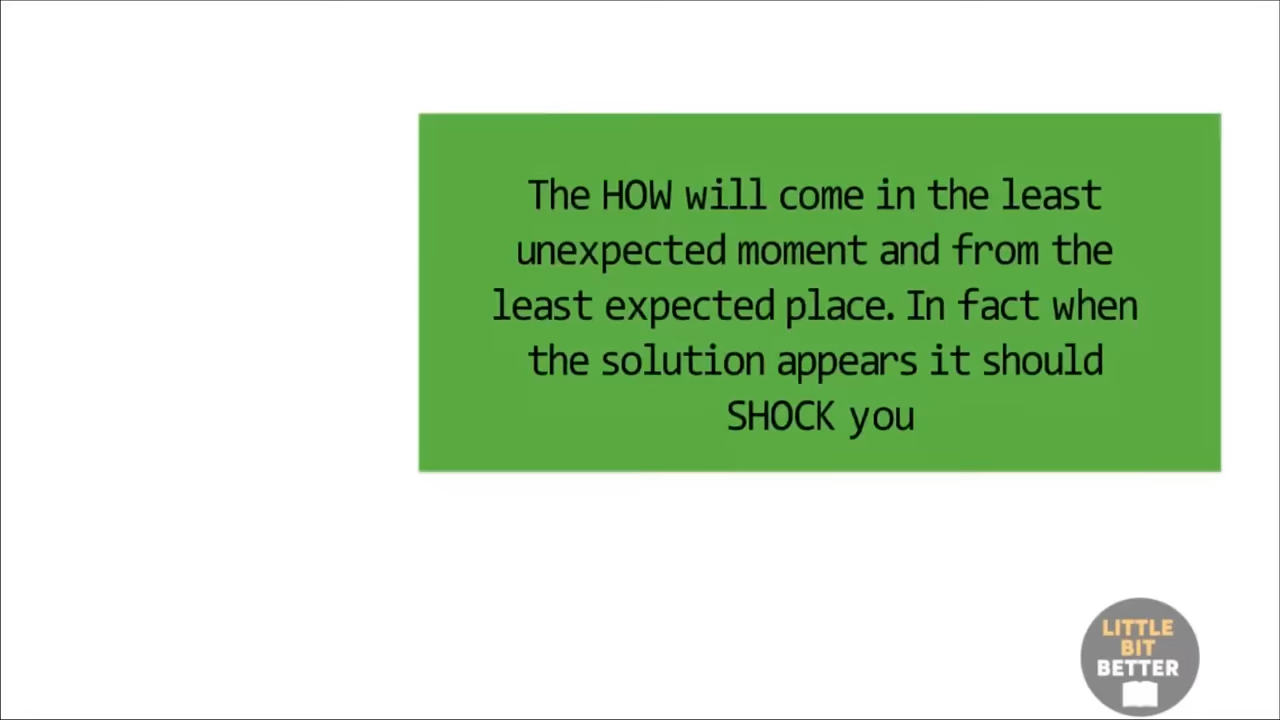 The HOW will come in the least
unexpected moment and from the
least expected place. In fact when
the solution appears it should
SHOCK you
LITTLE
BIT
BETTER